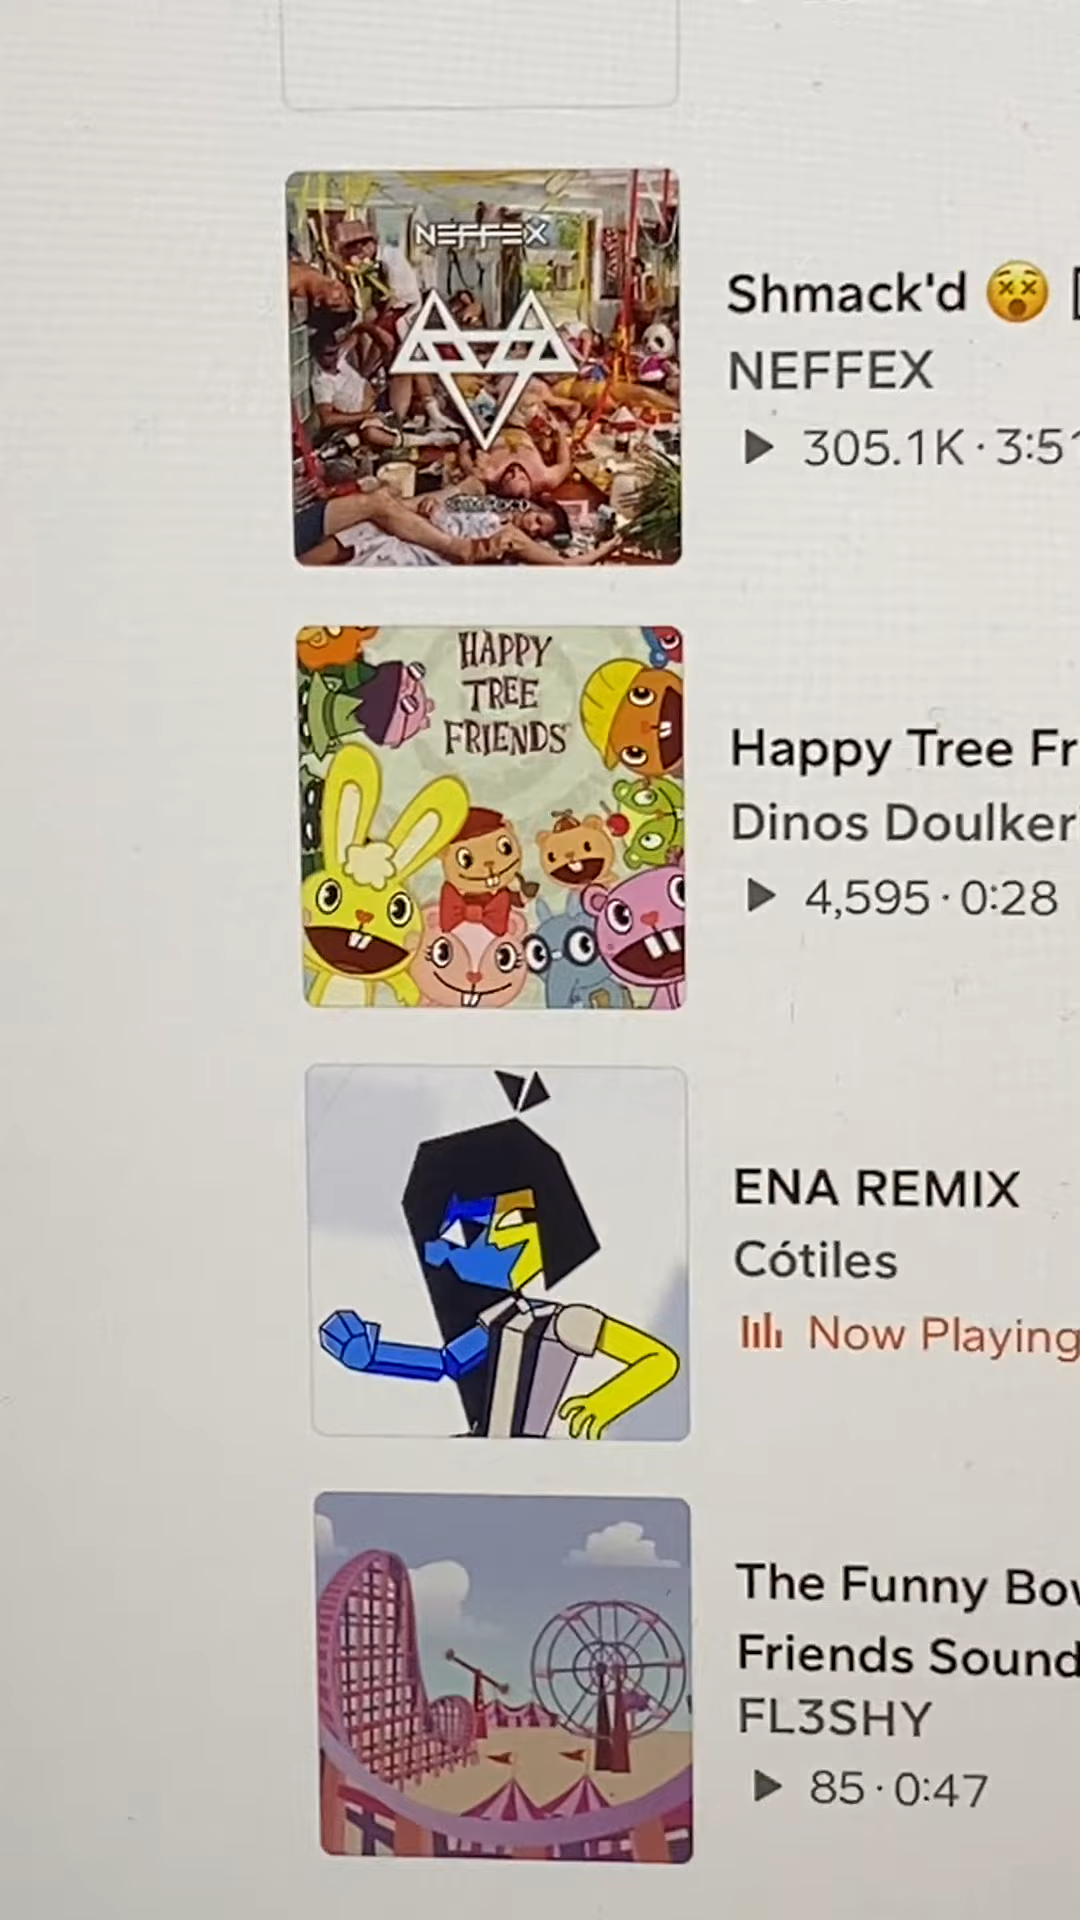 NEFFEX
Shmack'd 😵
NEFFEX
305.1K · 3:5
HAPPY
TREE
FRIENDS
Happy Tree Fr
Dinos Doulker
4,595 · 0:28
ENA REMIX
Cótiles
Now Playing
The Funny Bo
Friends Sound
FL3SHY
85 · 0:47